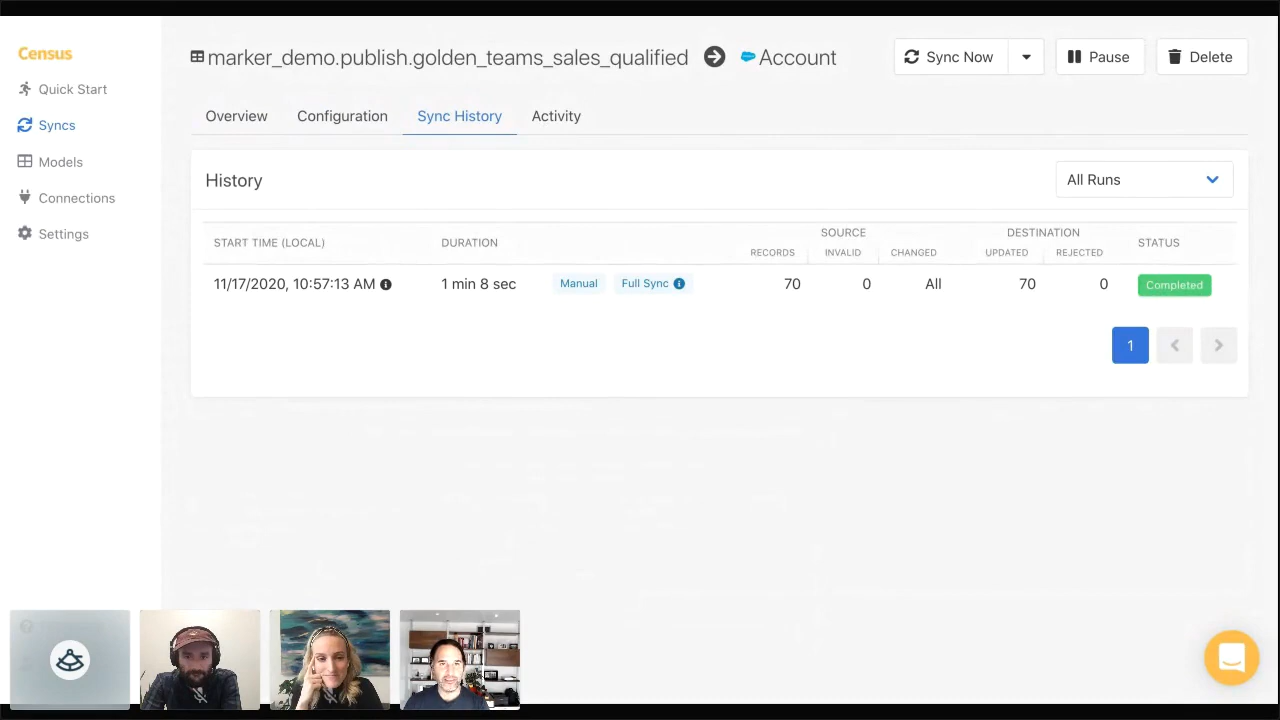 Census
Quick Start
Syncs
Models
Connections
Settings
marker_demo.publish.golden_teams_sales_qualified Account
Sync Now
Pause
Delete
Overview Configuration Sync History Activity
History
All Runs
START TIME (LOCAL) DURATION SOURCE DESTINATION STATUS
RECORDS INVALID CHANGED UPDATED REJECTED
11/17/2020, 10:57:13 AM 1 min 8 sec Manual Full Sync 70 0 All 70 0 Completed
1